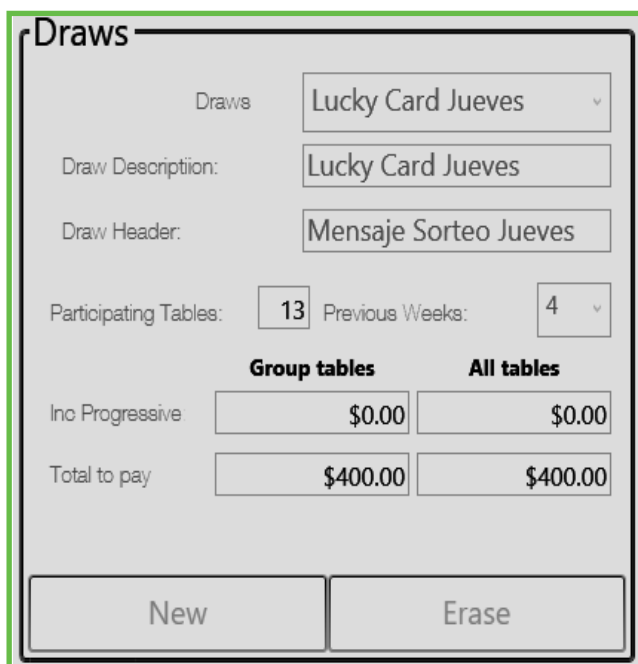 Draws
Draws Lucky Card Jueves
Draw Descriptiion: Lucky Card Jueves
Draw Header: Mensaje Sorteo Jueves
Participating Tables: 13 Previous Weeks: 4
Group tables All tables
Inc Progressive $0.00 $0.00
Total to pay $400.00 $400.00
New Erase